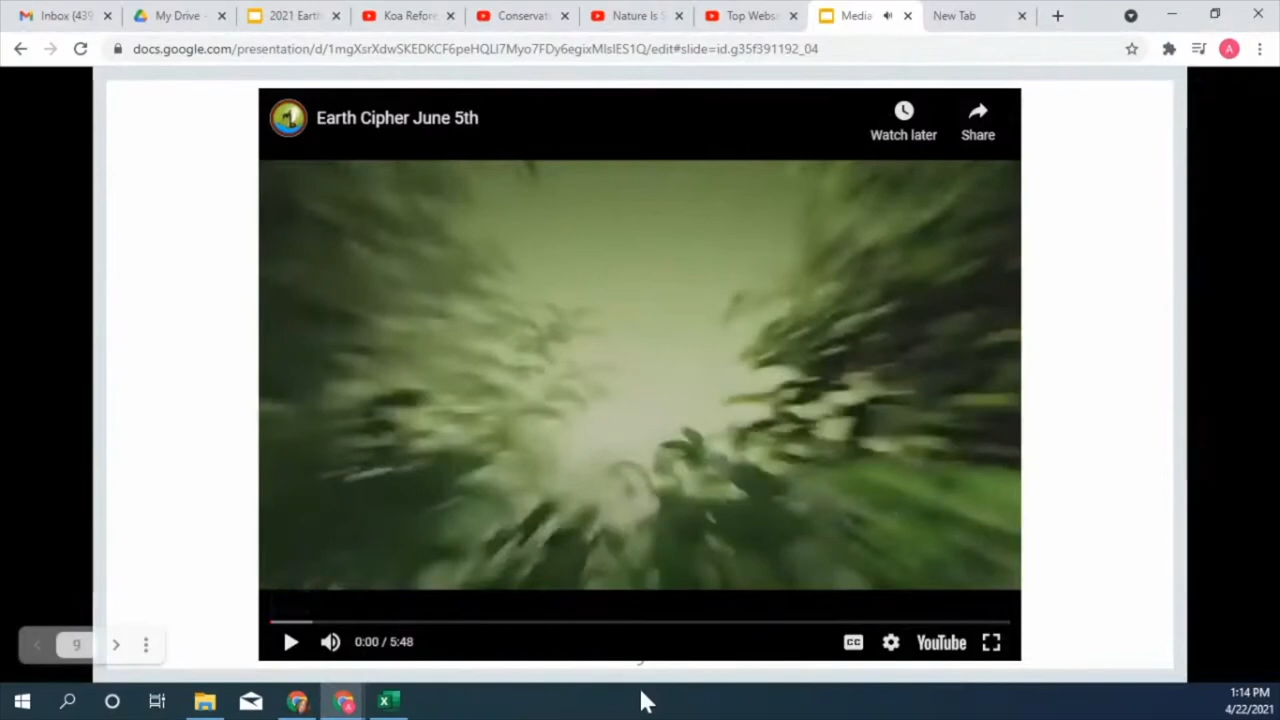 Inbox (439
My Drive -
2021 Earth
Koa Refore
Conservat
Nature Is S
Top Webs
Media
New Tab
docs.google.com/presentation/d/1mgXsrXdwSKEDKCF6peHQLI7Myo7FDy6egixMlslES1Q/edit#slide=id.g35f391192_04
A
Earth Cipher June 5th
Watch later
Share
9
0:00 / 5:48
CC
YouTube
1:14 PM
4/22/2021